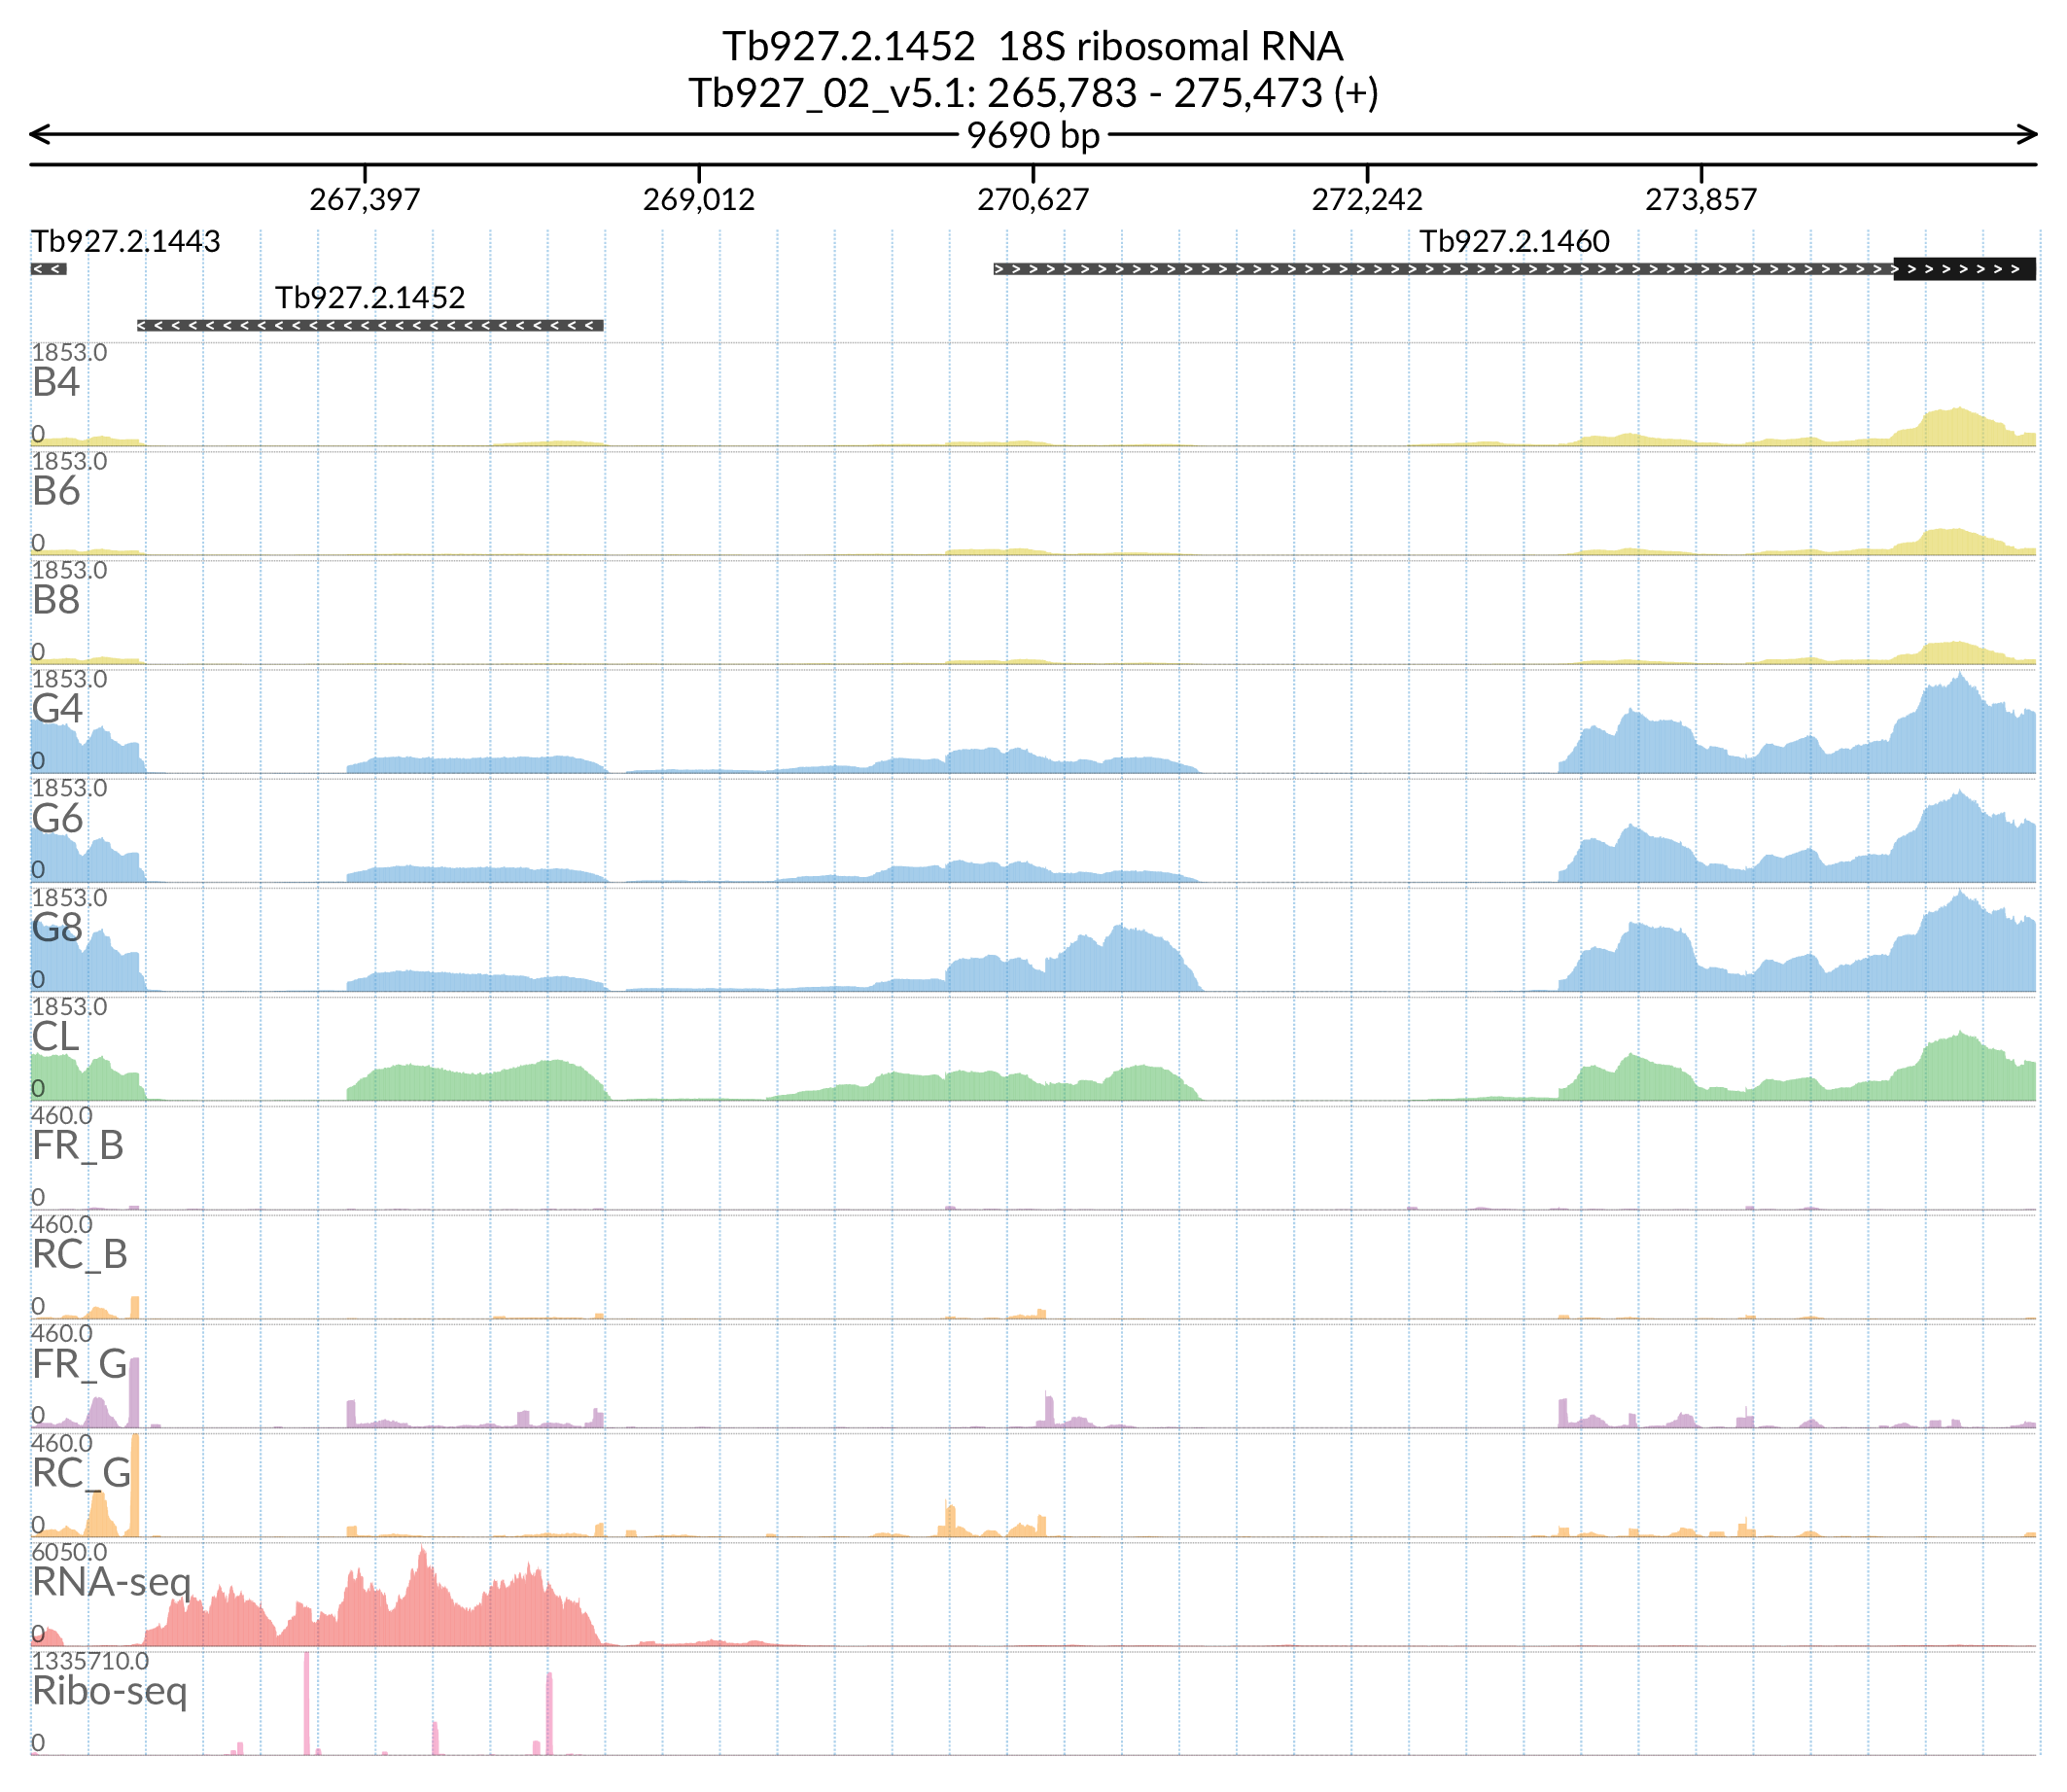 Tb927.2.1452  18S ribosomal RNA
Tb927_02_v5.1: 265,783 - 275,473 (+)
9690 bp
267,397 269,012 270,627 272,242 273,857
Tb927.2.1443 Tb927.2.1460
Tb927.2.1452
1853.0
B4
0
1853.0
B6
0
1853.0
B8
0
1853.0
G4
0
1853.0
G6
0
1853.0
G8
0
1853.0
CL
0
460.0
FR_B
0
460.0
RC_B
0
460.0
FR_G
0
460.0
RC_G
0
6050.0
RNA-seq
0
1335710.0
Ribo-seq
0